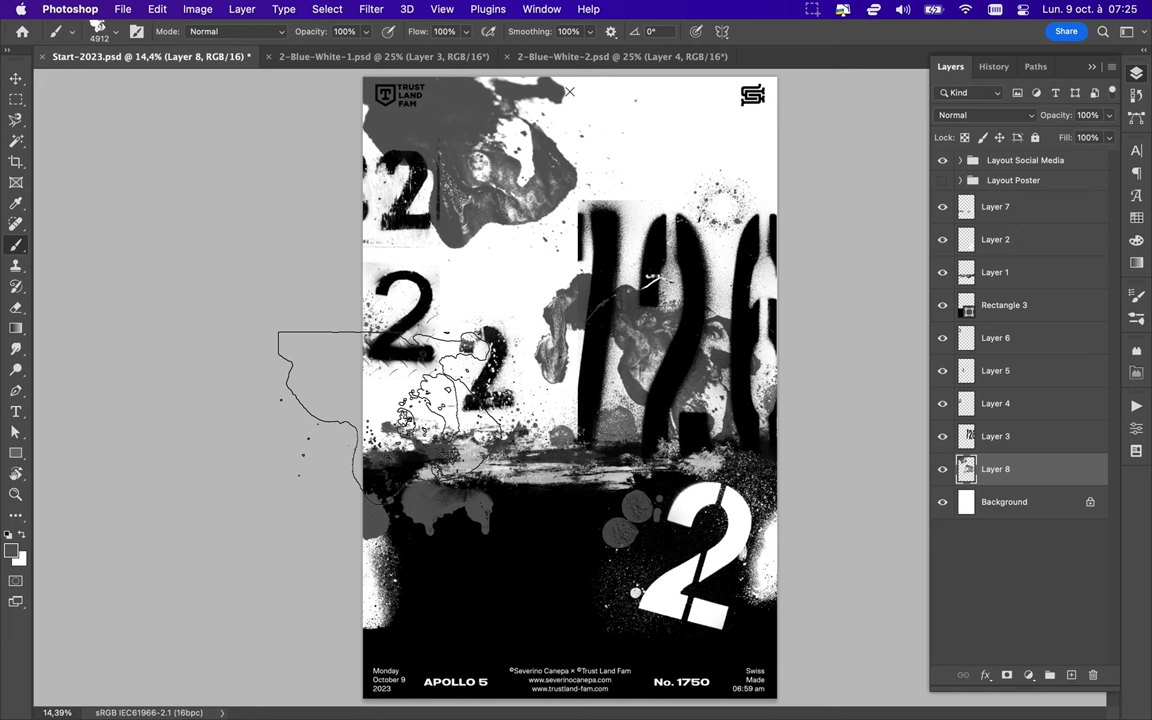 Photoshop File Edit Image Layer Type Select Filter 3D View Plugins Window Help Lun. 9 oct. à 07:25
4912 Mode: Normal Opacity: 100% Flow: 100% Smoothing: 100% 0° Share
Start-2023.psd @ 14,4% (Layer 8, RGB/16) * 2-Blue-White-1.psd @ 25% (Layer 3, RGB/16*) 2-Blue-White-2.psd @ 25% (Layer 4, RGB/16*)
Layers History Paths
Kind
Normal Opacity: 100%
Lock: Fill: 100%
Layout Social Media
Layout Poster
Layer 7
Layer 2
Layer 1
Rectangle 3
Layer 6
Layer 5
Layer 4
Layer 3
Layer 8
Background
TRUST
LAND
FAM
2
2
2
2
Monday
October 9
2023
APOLLO 5
©Severino Canepa × ©Trust Land Fam
www.severinocanepa.com
www.trustland-fam.com
No. 1750
Swiss
Made
06:59 am
14,39% sRGB IEC61966-2.1 (16bpc)